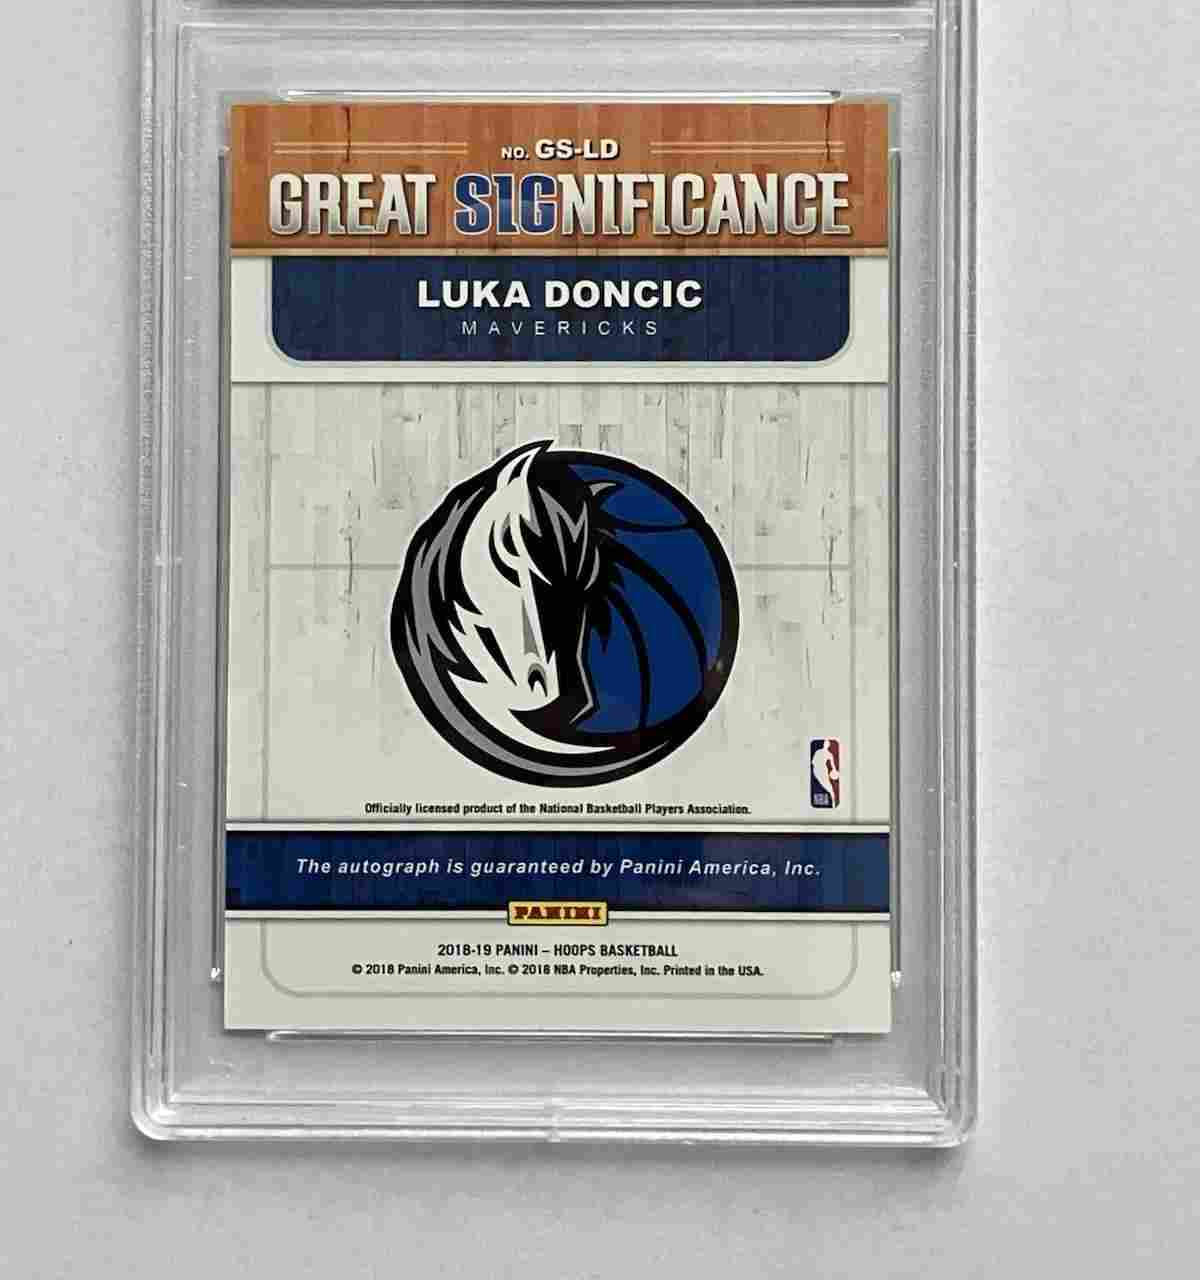 NO. GS-LD
GREAT SIGNIFICANCE
LUKA DONCIC
MAVERICKS
NBA
Officially licensed product of the National Basketball Players Association.
The autograph is guaranteed by Panini America, Inc.
PANINI
2018-19 PANINI – HOOPS BASKETBALL
© 2018 Panini America, Inc. © 2018 NBA Properties, Inc. Printed in the USA.